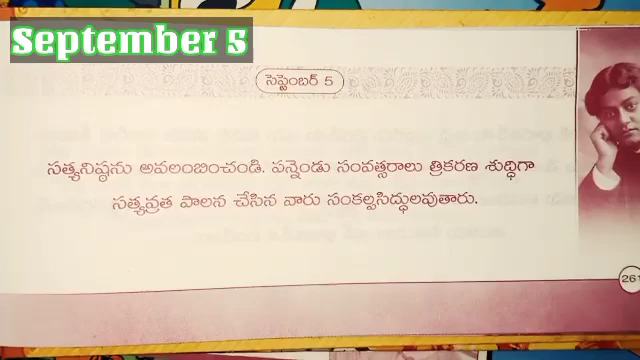 September 5
సెప్టెంబర్ 5
సత్యనిష్ఠను అవలంబించండి. పన్నెండు సంవత్సరాలు త్రికరణ శుద్ధిగా
సత్యవ్రత పాలన చేసిన వారు సంకల్పసిద్ధులవుతారు.
261